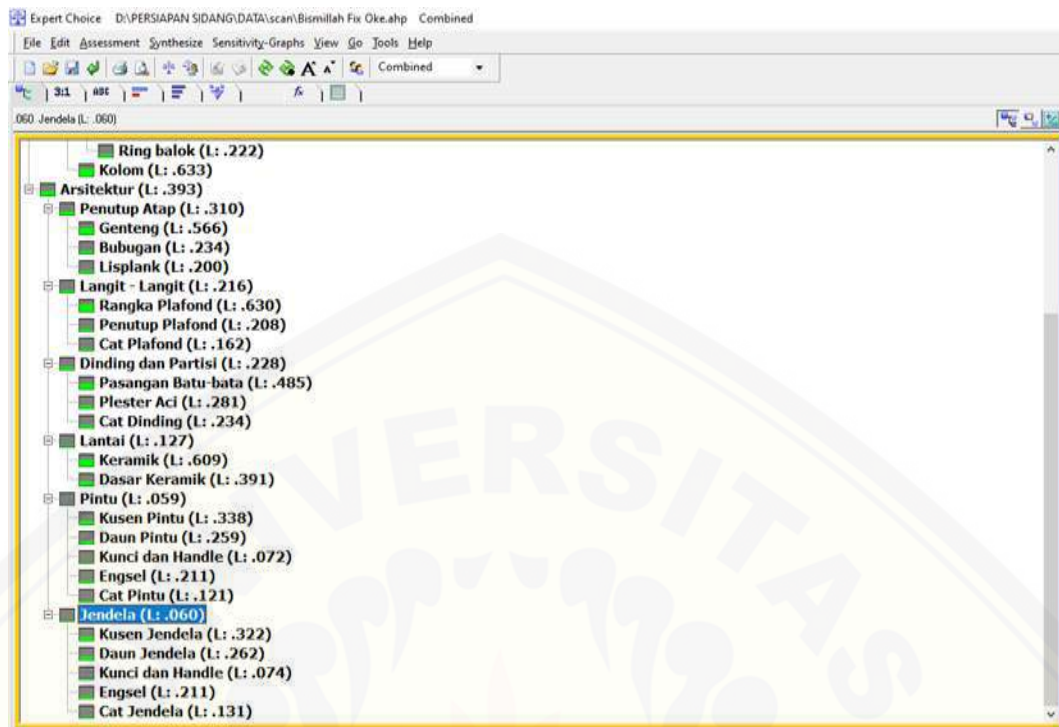 Expert Choice D:\PERSIAPAN SIDANG\DATA\scan\Bismillah Fix Oke.ahp Combined
File Edit Assessment Synthesize Sensitivity-Graphs View Go Tools Help
Combined
3:1 ABC
.060 Jendela (L: .060)
Ring balok (L: .222)
Kolom (L: .633)
Arsitektur (L: .393)
Penutup Atap (L: .310)
Genteng (L: .566)
Bubugan (L: .234)
Lisplank (L: .200)
Langit - Langit (L: .216)
Rangka Plafond (L: .630)
Penutup Plafond (L: .208)
Cat Plafond (L: .162)
Dinding dan Partisi (L: .228)
Pasangan Batu-bata (L: .485)
Plester Aci (L: .281)
Cat Dinding (L: .234)
Lantai (L: .127)
Keramik (L: .609)
Dasar Keramik (L: .391)
Pintu (L: .059)
Kusen Pintu (L: .338)
Daun Pintu (L: .259)
Kunci dan Handle (L: .072)
Engsel (L: .211)
Cat Pintu (L: .121)
Jendela (L: .060)
Kusen Jendela (L: .322)
Daun Jendela (L: .262)
Kunci dan Handle (L: .074)
Engsel (L: .211)
Cat Jendela (L: .131)